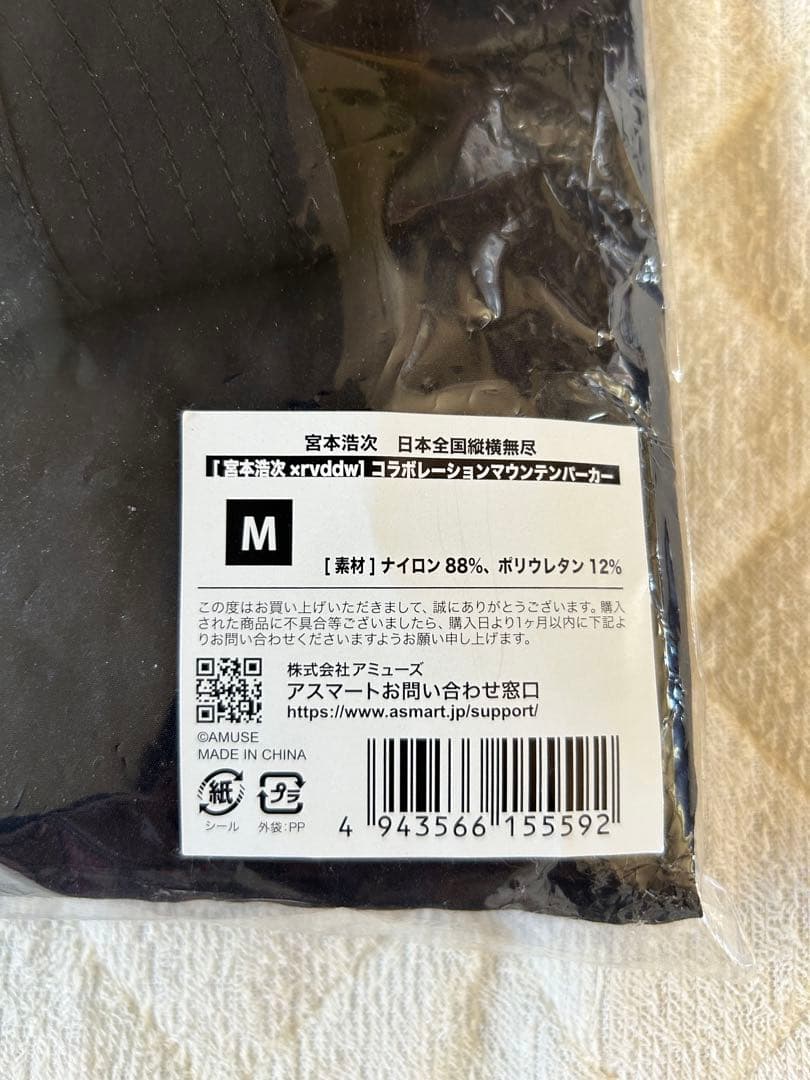 宮本浩次 日本全国縦横無尽
[ 宮本浩次 ×rvddw] コラボレーションマウンテンパーカー
M
[ 素材 ] ナイロン 88%、ポリウレタン 12%
この度はお買い上げいただきまして、誠にありがとうございます。購入
された商品に不具合等ございましたら、購入日より1ヶ月以内に下記よ
りお問い合わせくださいますようお願い申し上げます。
株式会社アミューズ
アスマートお問い合わせ窓口
https://www.asmart.jp/support/
©AMUSE
MADE IN CHINA
紙
シール
プラ
外袋:PP
4 943566 155592